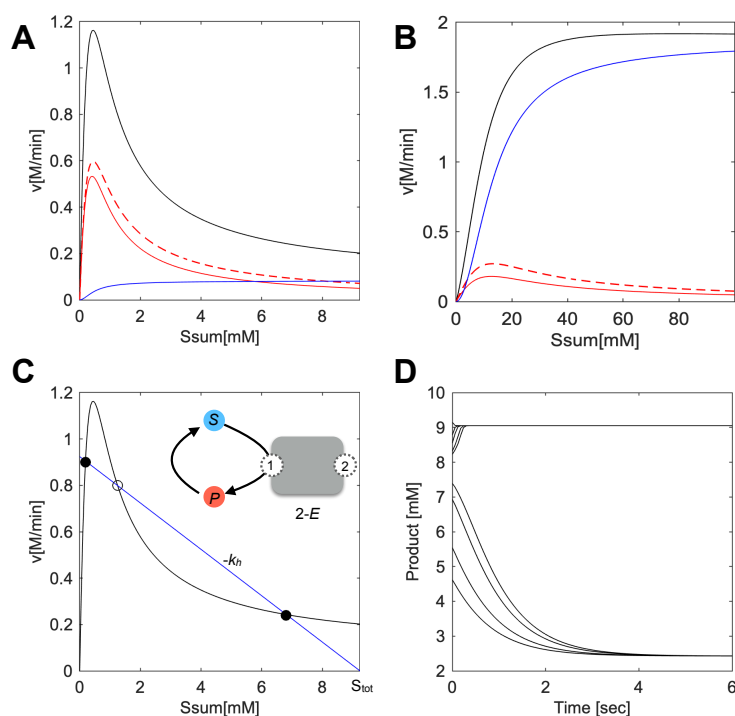 A
v[M/min]
1.2
1
0.8
0.6
0.4
0.2
0
0 2 4 6 8
Ssum[mM]
B
v[M/min]
2
1.5
1
0.5
0
0 20 40 60 80
Ssum[mM]
C
v[M/min]
1.2
1
0.8
0.6
0.4
0.2
0
0 2 4 6 8 Stot
Ssum[mM]
S
P
1
2
2-E
-kh
D
Product [mM]
10
9
8
7
6
5
4
3
2
0 2 4 6
Time [sec]